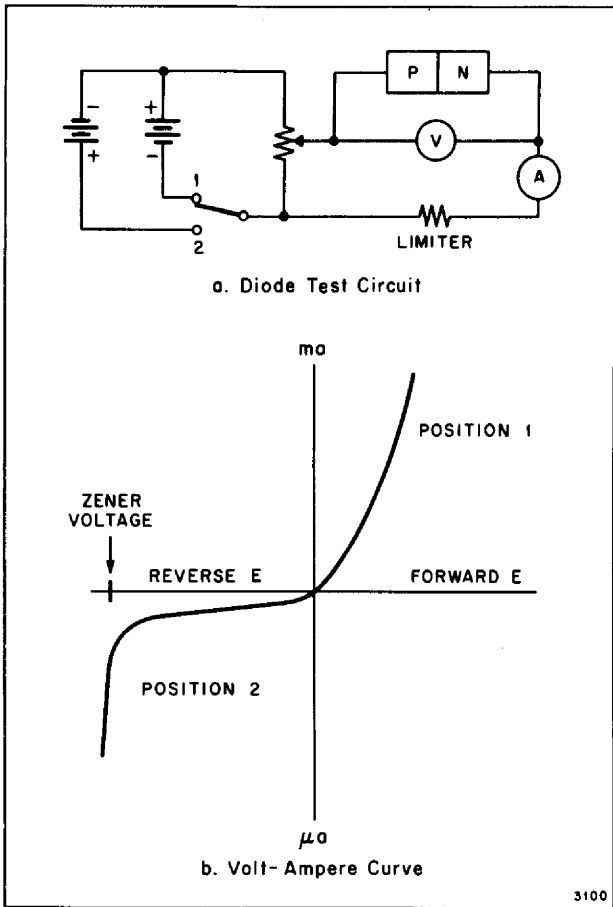 P N
- +
V
+ -
A
1
2
LIMITER
a. Diode Test Circuit
ma
POSITION 1
ZENER
VOLTAGE
REVERSE E FORWARD E
POSITION 2
μa
b. Volt-Ampere Curve
3100